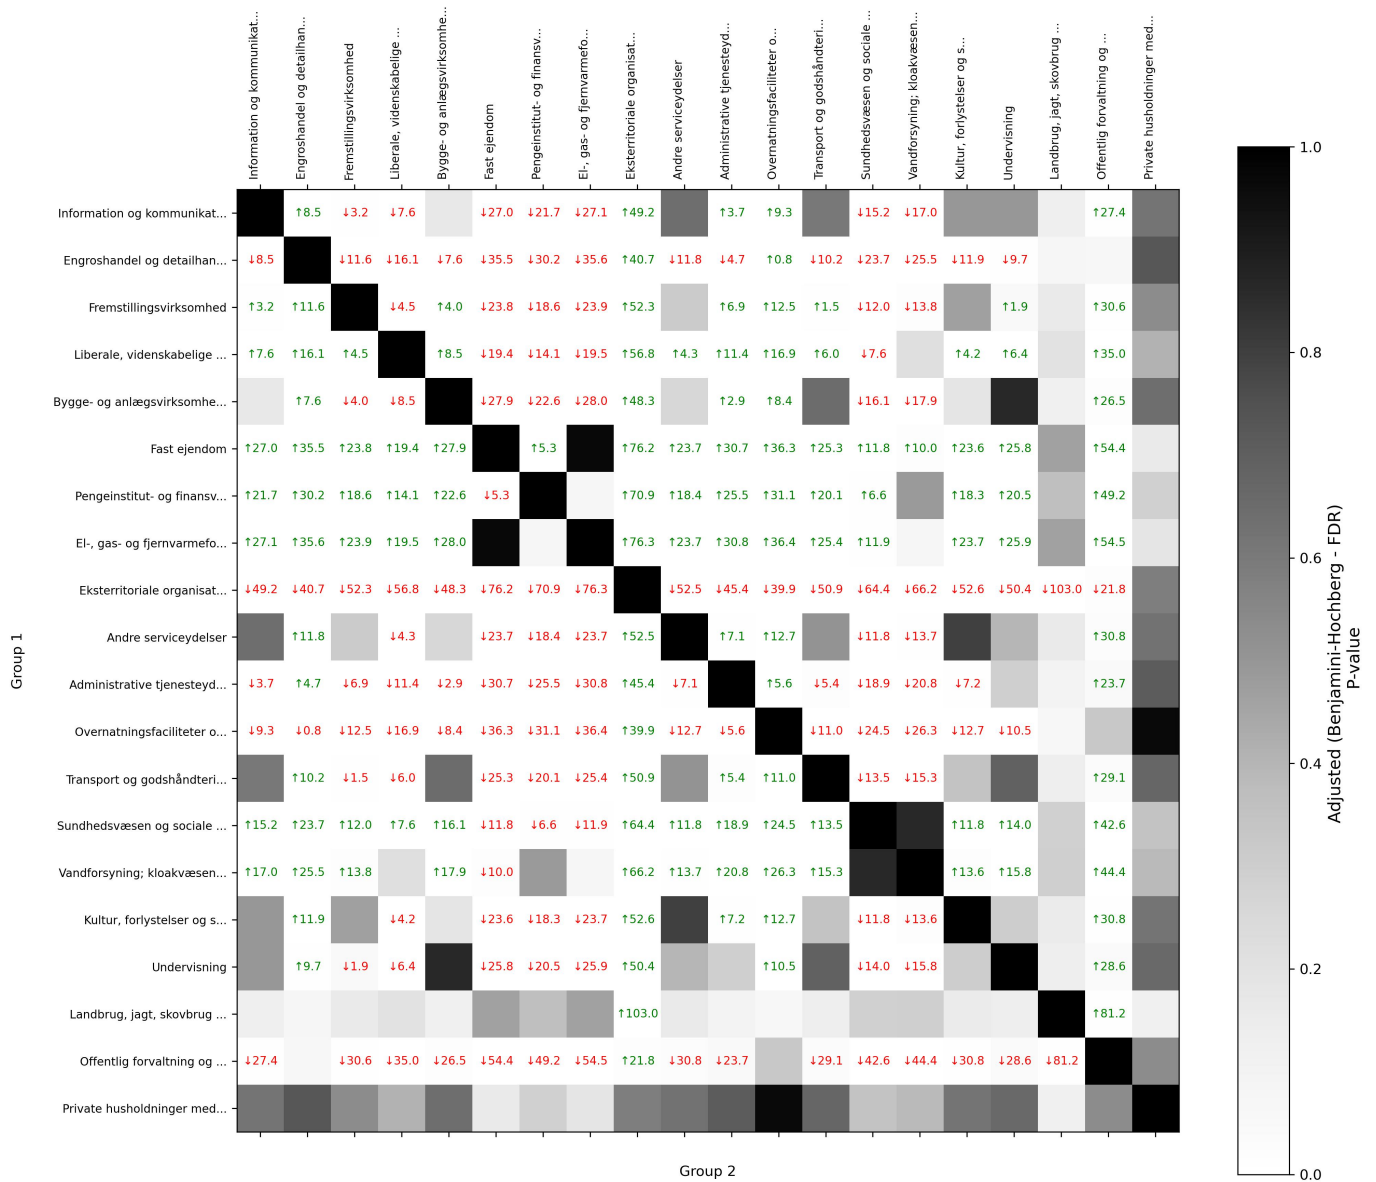 Information og kommunikat...
Engroshandel og detailhan...
Fremstillingsvirksomhed
Liberale, videnskabelige ...
Bygge- og anlægsvirksomhe...
Fast ejendom
Pengeinstitut- og finansv...
El-, gas- og fjernvarmefo...
Eksterritoriale organisat...
Andre serviceydelser
Administrative tjenesteyd...
Overnatningsfaciliteter o...
Transport og godshåndteri...
Sundhedsvæsen og sociale ...
Vandforsyning; kloakvæsen...
Kultur, forlystelser og s...
Undervisning
Landbrug, jagt, skovbrug ...
Offentlig forvaltning og ...
Private husholdninger med...
Information og kommunikat... ↑8.5 ↓3.2 ↓7.6 ↓27.0 ↓21.7 ↓27.1 ↑49.2 ↑3.7 ↑9.3 ↓15.2 ↓17.0 ↑27.4
Engroshandel og detailhan... ↓8.5 ↓11.6 ↓16.1 ↓7.6 ↓35.5 ↓30.2 ↓35.6 ↑40.7 ↓11.8 ↓4.7 ↑0.8 ↓10.2 ↓23.7 ↓25.5 ↓11.9 ↓9.7
Fremstillingsvirksomhed ↑3.2 ↑11.6 ↓4.5 ↑4.0 ↓23.8 ↓18.6 ↓23.9 ↑52.3 ↑6.9 ↑12.5 ↑1.5 ↓12.0 ↓13.8 ↑1.9 ↑30.6
Liberale, videnskabelige ... ↑7.6 ↑16.1 ↑4.5 ↑8.5 ↓19.4 ↓14.1 ↓19.5 ↑56.8 ↑4.3 ↑11.4 ↑16.9 ↑6.0 ↓7.6 ↑4.2 ↑6.4 ↑35.0
Bygge- og anlægsvirksomhe... ↑7.6 ↓4.0 ↓8.5 ↓27.9 ↓22.6 ↓28.0 ↑48.3 ↑2.9 ↑8.4 ↓16.1 ↓17.9 ↑26.5
Fast ejendom ↑27.0 ↑35.5 ↑23.8 ↑19.4 ↑27.9 ↑5.3 ↑76.2 ↑23.7 ↑30.7 ↑36.3 ↑25.3 ↑11.8 ↑10.0 ↑23.6 ↑25.8 ↑54.4
Pengeinstitut- og finansv... ↑21.7 ↑30.2 ↑18.6 ↑14.1 ↑22.6 ↓5.3 ↑70.9 ↑18.4 ↑25.5 ↑31.1 ↑20.1 ↑6.6 ↑18.3 ↑20.5 ↑49.2
El-, gas- og fjernvarmefo... ↑27.1 ↑35.6 ↑23.9 ↑19.5 ↑28.0 ↑76.3 ↑23.7 ↑30.8 ↑36.4 ↑25.4 ↑11.9 ↑23.7 ↑25.9 ↑54.5
Eksterritoriale organisat... ↓49.2 ↓40.7 ↓52.3 ↓56.8 ↓48.3 ↓76.2 ↓70.9 ↓76.3 ↓52.5 ↓45.4 ↓39.9 ↓50.9 ↓64.4 ↓66.2 ↓52.6 ↓50.4 ↓103.0 ↓21.8
Andre serviceydelser ↑11.8 ↓4.3 ↓23.7 ↓18.4 ↓23.7 ↑52.5 ↑7.1 ↑12.7 ↓11.8 ↓13.7 ↑30.8
Administrative tjenesteyd... ↓3.7 ↑4.7 ↓6.9 ↓11.4 ↓2.9 ↓30.7 ↓25.5 ↓30.8 ↑45.4 ↓7.1 ↑5.6 ↓5.4 ↓18.9 ↓20.8 ↓7.2 ↑23.7
Overnatningsfaciliteter o... ↓9.3 ↓0.8 ↓12.5 ↓16.9 ↓8.4 ↓36.3 ↓31.1 ↓36.4 ↑39.9 ↓12.7 ↓5.6 ↓11.0 ↓24.5 ↓26.3 ↓12.7 ↓10.5
Transport og godshåndteri... ↑10.2 ↓1.5 ↓6.0 ↓25.3 ↓20.1 ↓25.4 ↑50.9 ↑5.4 ↑11.0 ↓13.5 ↓15.3 ↑29.1
Sundhedsvæsen og sociale ... ↑15.2 ↑23.7 ↑12.0 ↑7.6 ↑16.1 ↓11.8 ↓6.6 ↓11.9 ↑64.4 ↑11.8 ↑18.9 ↑24.5 ↑13.5 ↑11.8 ↑14.0 ↑42.6
Vandforsyning; kloakvæsen... ↑17.0 ↑25.5 ↑13.8 ↑17.9 ↓10.0 ↑66.2 ↑13.7 ↑20.8 ↑26.3 ↑15.3 ↑13.6 ↑15.8 ↑44.4
Kultur, forlystelser og s... ↑11.9 ↓4.2 ↓23.6 ↓18.3 ↓23.7 ↑52.6 ↑7.2 ↑12.7 ↓11.8 ↓13.6 ↑30.8
Undervisning ↑9.7 ↓1.9 ↓6.4 ↓25.8 ↓20.5 ↓25.9 ↑50.4 ↑10.5 ↓14.0 ↓15.8 ↑28.6
Landbrug, jagt, skovbrug ... ↑103.0 ↑81.2
Offentlig forvaltning og ... ↓27.4 ↓30.6 ↓35.0 ↓26.5 ↓54.4 ↓49.2 ↓54.5 ↑21.8 ↓30.8 ↓23.7 ↓29.1 ↓42.6 ↓44.4 ↓30.8 ↓28.6 ↓81.2
Private husholdninger med...
Group 1
Group 2
1.0
0.8
0.6
0.4
0.2
0.0
Adjusted (Benjamini-Hochberg - FDR)
P-value